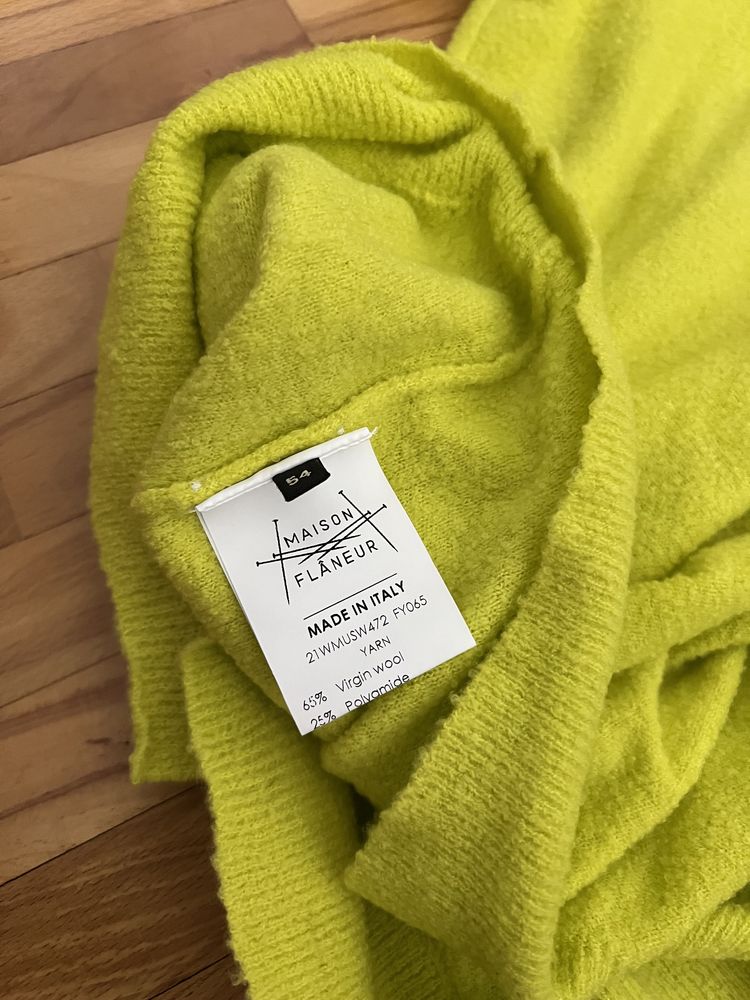 54
MAISON
FLÂNEUR
MADE IN ITALY
21WMUSW472 FY065
YARN
65% Virgin wool
25% Polyamide